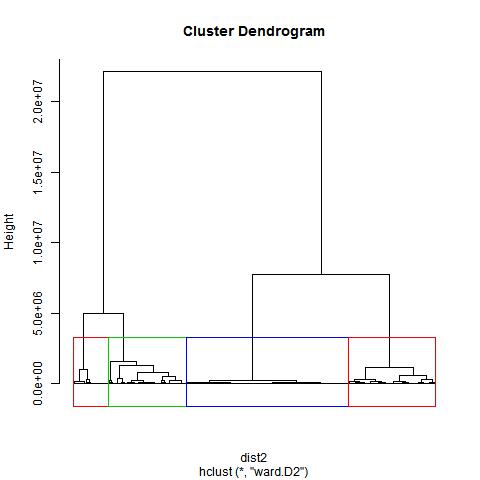 Cluster Dendrogram
Height
2.0e+07
1.5e+07
1.0e+07
5.0e+06
0.0e+00
dist2
hclust (*, "ward.D2")